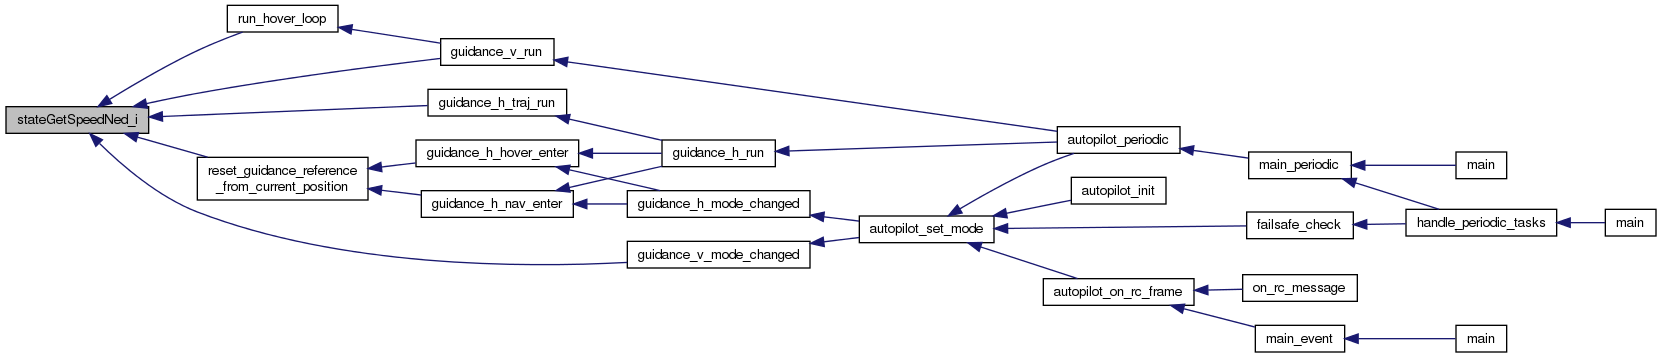 run_hover_loop
guidance_v_run
stateGetSpeedNed_i
guidance_h_traj_run
autopilot_periodic
guidance_h_hover_enter
guidance_h_run
main_periodic
main
reset_guidance_reference
_from_current_position
autopilot_init
guidance_h_nav_enter
guidance_h_mode_changed
autopilot_set_mode
failsafe_check
handle_periodic_tasks
main
guidance_v_mode_changed
autopilot_on_rc_frame
on_rc_message
main_event
main